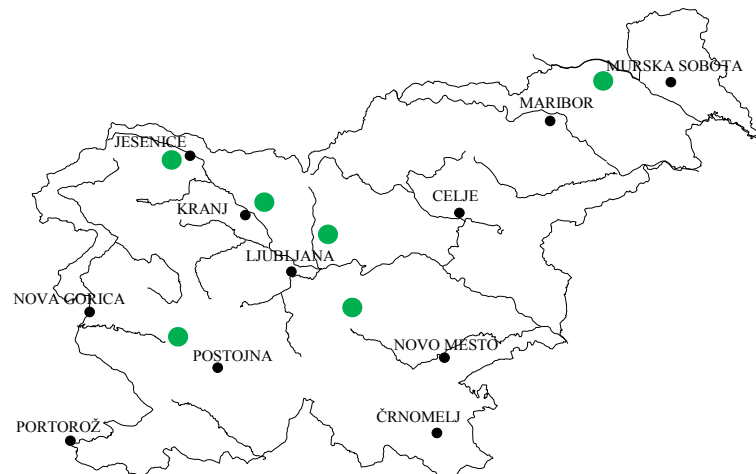 MURSKA SOBOTA
MARIBOR
JESENICE
CELJE
KRANJ
LJUBLJANA
NOVA GORICA
NOVO MESTO
POSTOJNA
ČRNOMELJ
PORTOROŽ